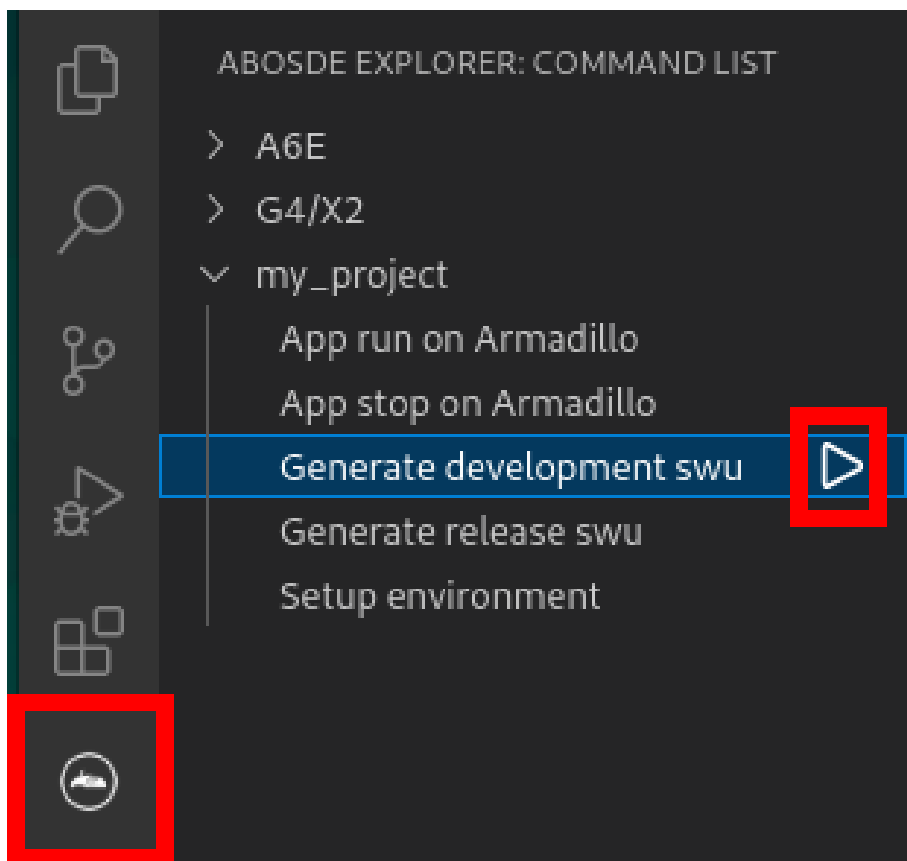 ABOSDE EXPLORER: COMMAND LIST
A6E
G4/X2
my_project
App run on Armadillo
App stop on Armadillo
Generate development swu
Generate release swu
Setup environment